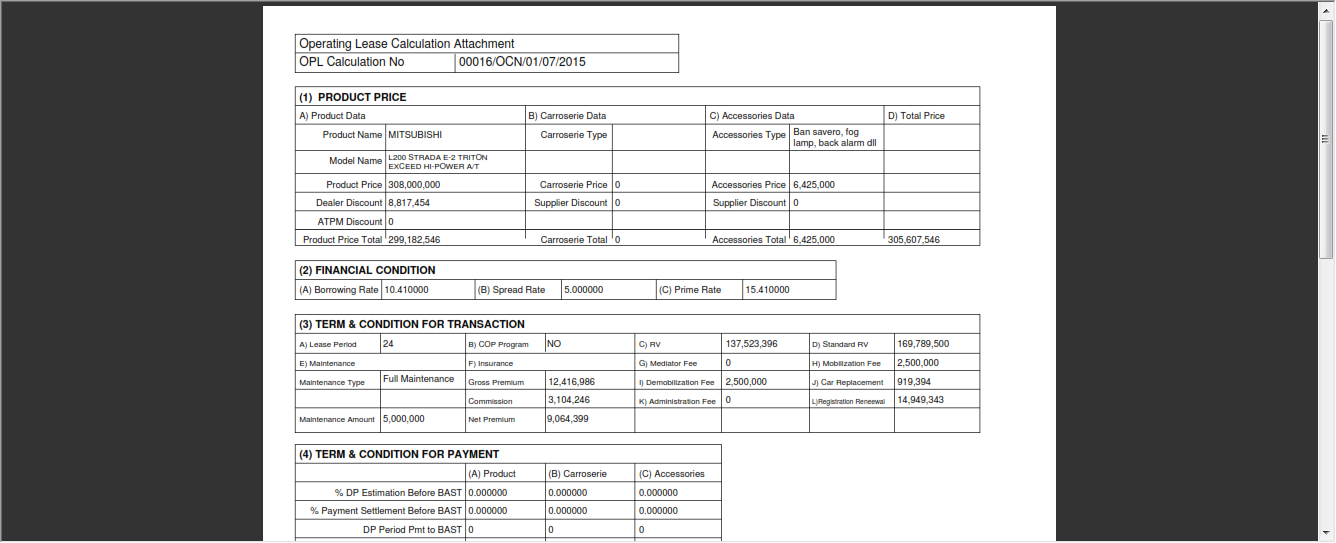 Operating Lease Calculation Attachment
OPL Calculation No 00016/OCN/01/07/2015
(1) PRODUCT PRICE
A) Product Data B) Carroserie Data C) Accessories Data D) Total Price
Product Name MITSUBISHI Carroserie Type Accessories Type Ban savero, fog
lamp, back alarm dll
Model Name L200 STRADA E-2 TRITON
EXCEED HI-POWER A/T
Product Price 308,000,000 Carroserie Price 0 Accessories Price 6,425,000
Dealer Discount 8,817,454 Supplier Discount 0 Supplier Discount 0
ATPM Discount 0
Product Price Total 299,182,546 Carroserie Total 0 Accessories Total 6,425,000 305,607,546
(2) FINANCIAL CONDITION
(A) Borrowing Rate 10.410000 (B) Spread Rate 5.000000 (C) Prime Rate 15.410000
(3) TERM & CONDITION FOR TRANSACTION
A) Lease Period 24 B) COP Program NO C) RV 137,523,396 D) Standard RV 169,789,500
E) Maintenance F) Insurance G) Mediator Fee 0 H) Mobilization Fee 2,500,000
Maintenance Type Full Maintenance Gross Premium 12,416,986 I) Demobilization Fee 2,500,000 J) Car Replacement 919,394
Commission 3,104,246 K) Administration Fee 0 L)Registration Reneewal 14,949,343
Maintenance Amount 5,000,000 Net Premium 9,064,399
(4) TERM & CONDITION FOR PAYMENT
(A) Product (B) Carroserie (C) Accessories
% DP Estimation Before BAST 0.000000 0.000000 0.000000
% Payment Settlement Before BAST 0.000000 0.000000 0.000000
DP Period Pmt to BAST 0 0 0